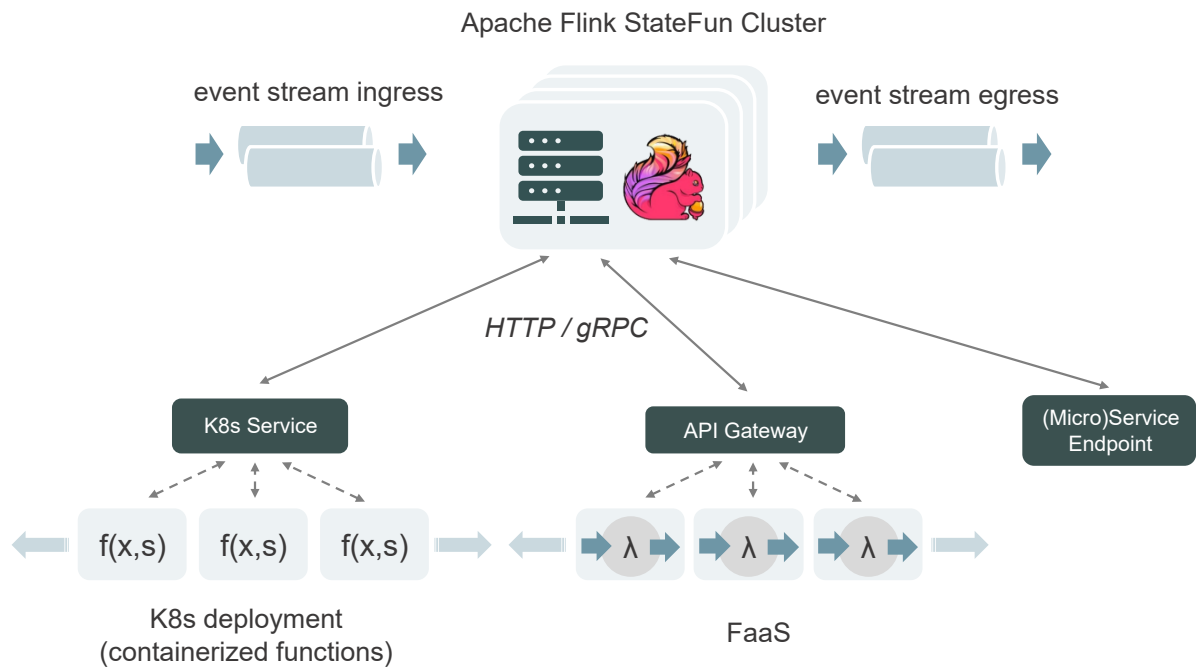 Apache Flink StateFun Cluster
event stream ingress
event stream egress
HTTP / gRPC
K8s Service
API Gateway
(Micro)Service
Endpoint
f(x,s)
f(x,s)
f(x,s)
λ
λ
λ
K8s deployment
(containerized functions)
FaaS